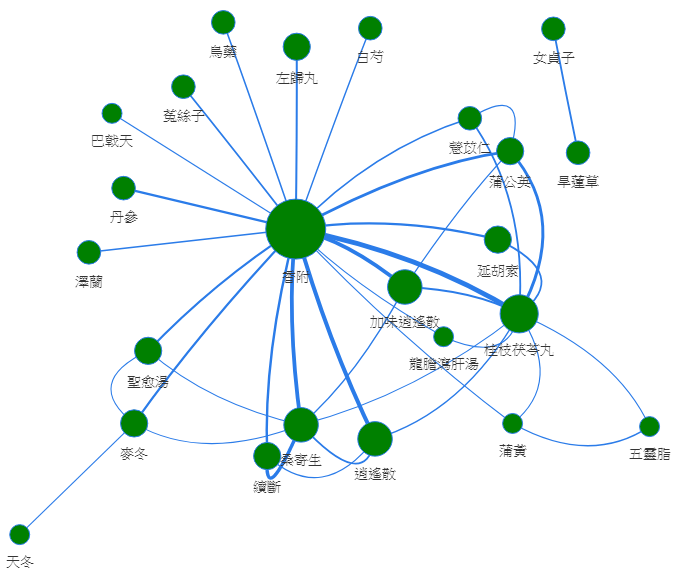 烏藥
白芍
女貞子
左歸丸
菟絲子
巴戟天
薏苡仁
蒲公英
旱蓮草
丹參
延胡索
香附
澤蘭
加味逍遙散
桂枝茯苓丸
龍膽瀉肝湯
聖愈湯
麥冬
桑寄生
蒲黃
五靈脂
逍遙散
續斷
天冬